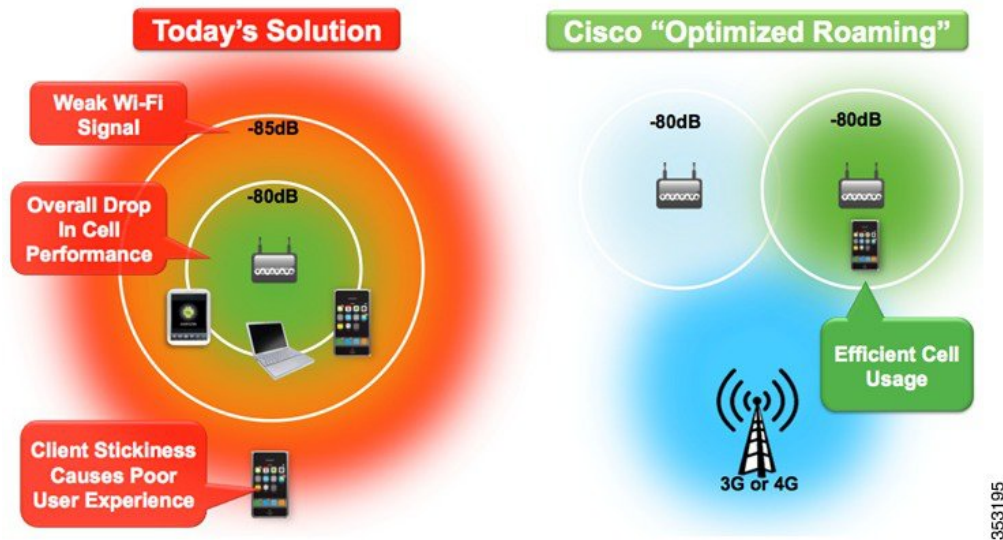 Today's Solution
Weak Wi-Fi
Signal
-85dB
Overall Drop
In Cell
Performance
-80dB
Client Stickiness
Causes Poor
User Experience
Cisco “Optimized Roaming”
-80dB
-80dB
Efficient Cell
Usage
3G or 4G
353195